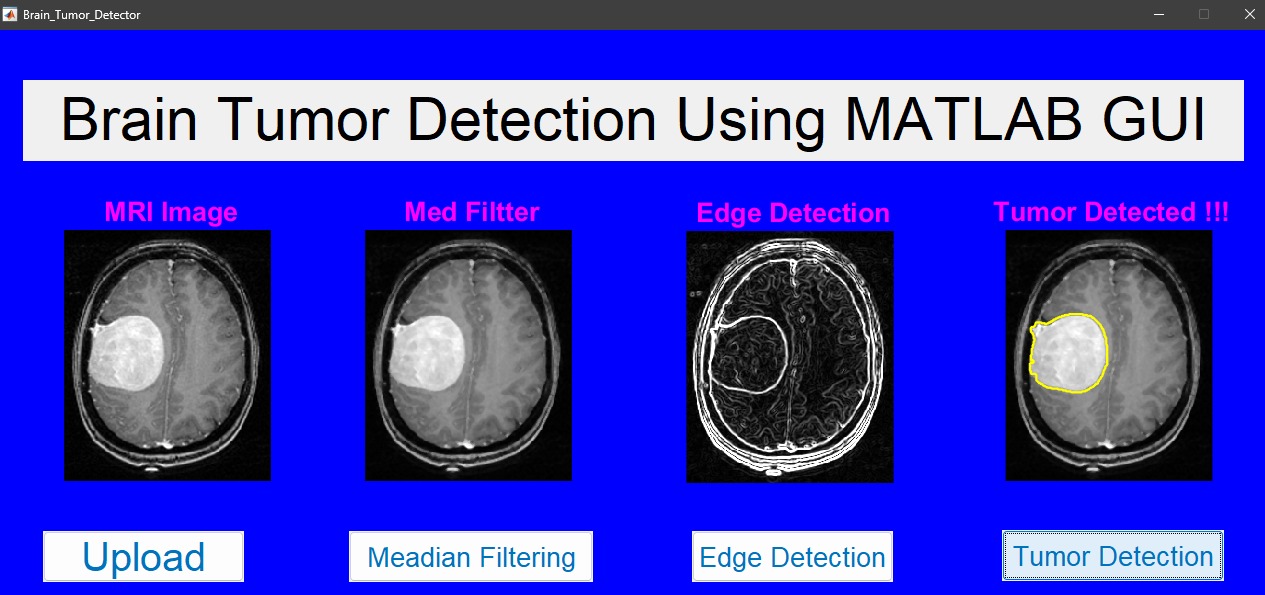 Brain_Tumor_Detector
Brain Tumor Detection Using MATLAB GUI
MRI Image
Med Filtter
Edge Detection
Tumor Detected !!!
Upload
Meadian Filtering
Edge Detection
Tumor Detection